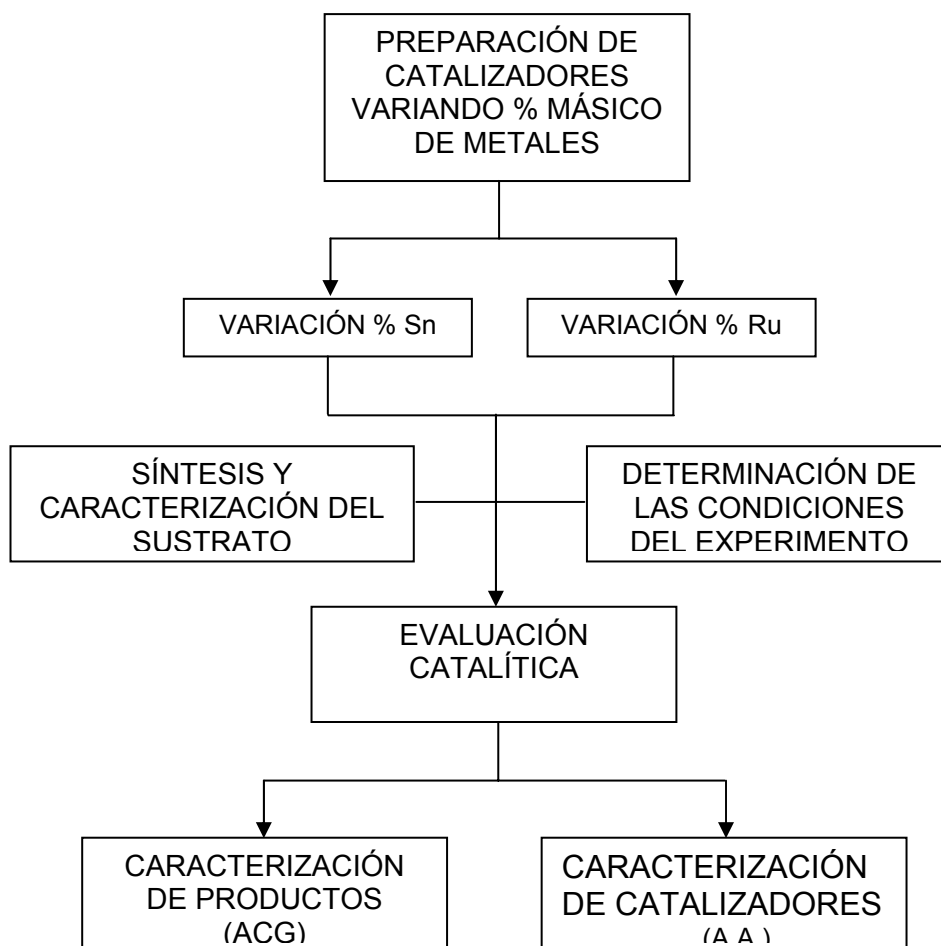 PREPARACIÓN DE
CATALIZADORES
VARIANDO % MÁSICO
DE METALES
VARIACIÓN % Sn
VARIACIÓN % Ru
SÍNTESIS Y
CARACTERIZACIÓN DEL
SUSTRATO
DETERMINACIÓN DE
LAS CONDICIONES
DEL EXPERIMENTO
EVALUACIÓN
CATALÍTICA
CARACTERIZACIÓN
DE PRODUCTOS
(ACG)
CARACTERIZACIÓN
DE CATALIZADORES
(A.A.)